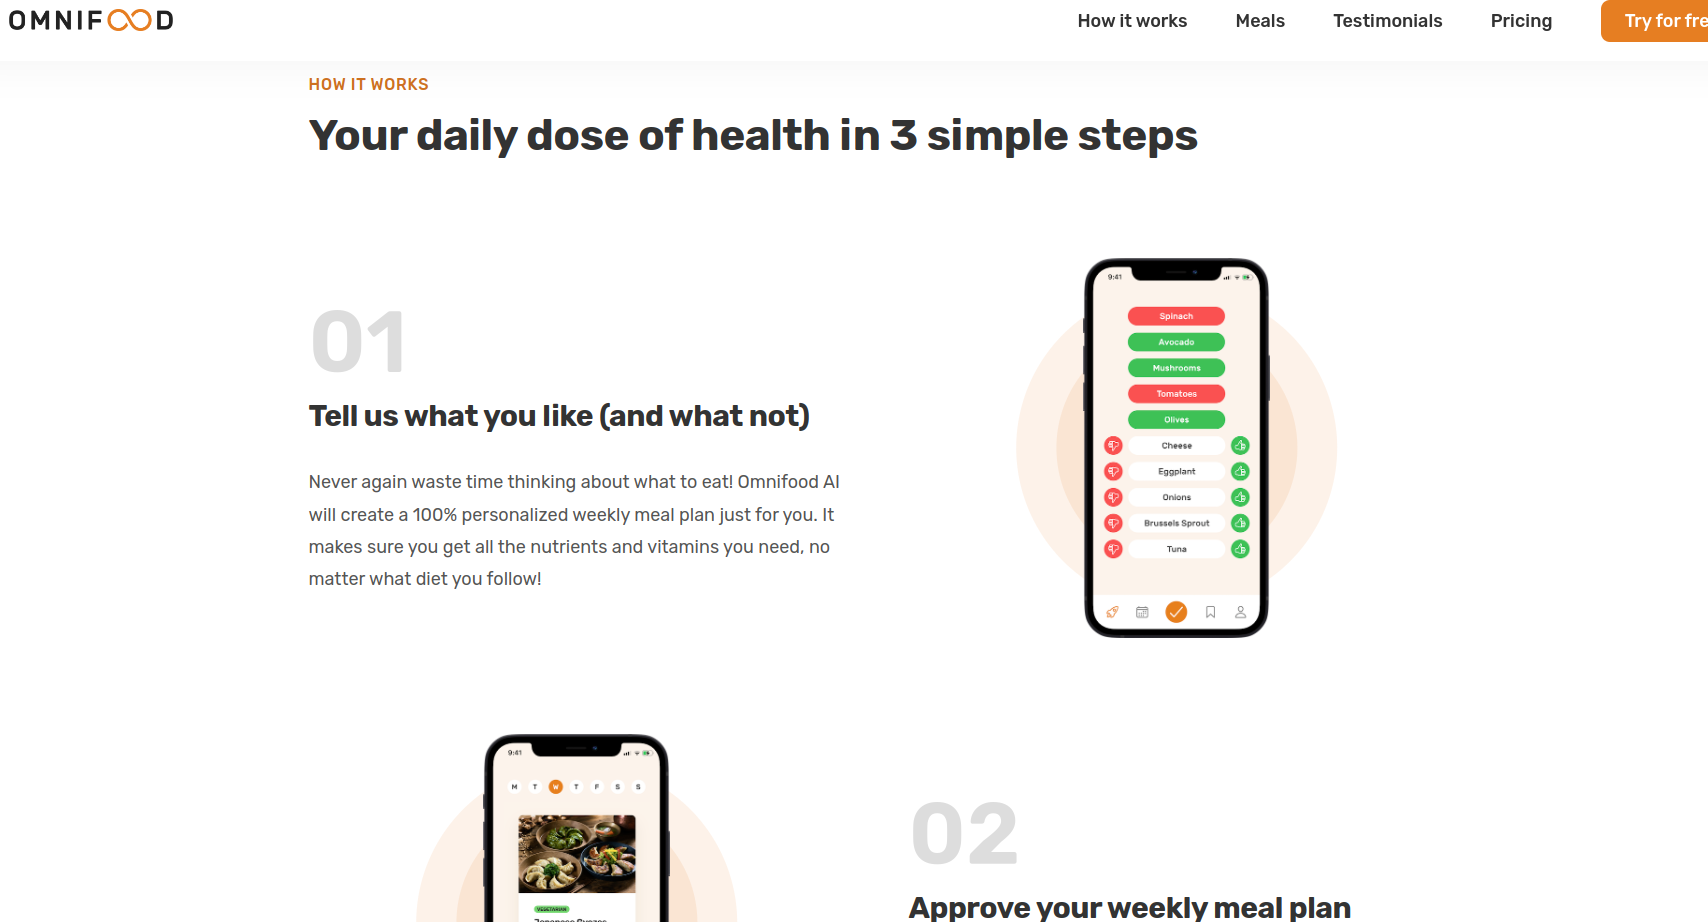 OMNIFOOD
How it works
Meals
Testimonials
Pricing
Try for fre
HOW IT WORKS
Your daily dose of health in 3 simple steps
01
Tell us what you like (and what not)
Never again waste time thinking about what to eat! Omnifood AI
will create a 100% personalized weekly meal plan just for you. It
makes sure you get all the nutrients and vitamins you need, no
matter what diet you follow!
9:41
Spinach
Avocado
Mushrooms
Tomatoes
Olives
Cheese
Eggplant
Onions
Brussels Sprout
Tuna
9:41
M T W T F S S
VEGETARIAN
Japanese Gyozas
02
Approve your weekly meal plan